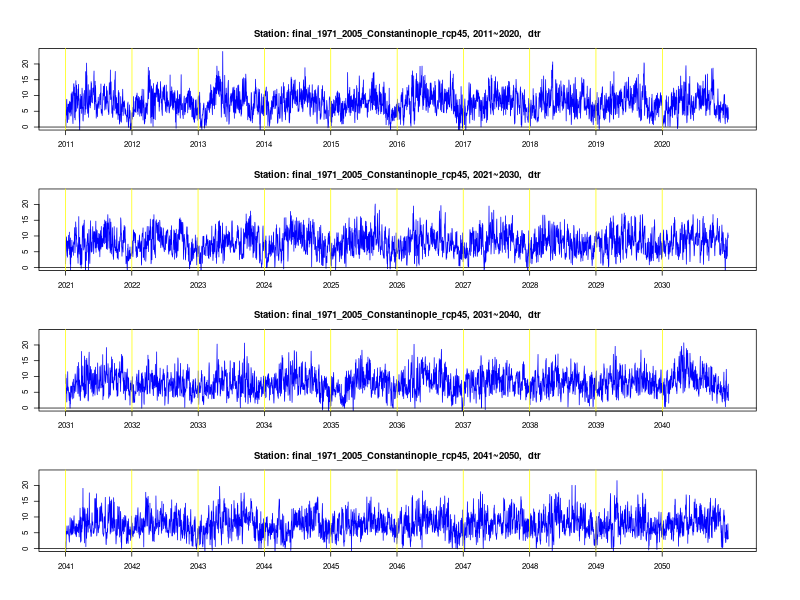 Station: final_1971_2005_Constantinople_rcp45, 2011~2020, dtr
20
15
10
5
0
2011 2012 2013 2014 2015 2016 2017 2018 2019 2020
Station: final_1971_2005_Constantinople_rcp45, 2021~2030, dtr
20
15
10
5
0
2021 2022 2023 2024 2025 2026 2027 2028 2029 2030
Station: final_1971_2005_Constantinople_rcp45, 2031~2040, dtr
20
15
10
5
0
2031 2032 2033 2034 2035 2036 2037 2038 2039 2040
Station: final_1971_2005_Constantinople_rcp45, 2041~2050, dtr
20
15
10
5
0
2041 2042 2043 2044 2045 2046 2047 2048 2049 2050